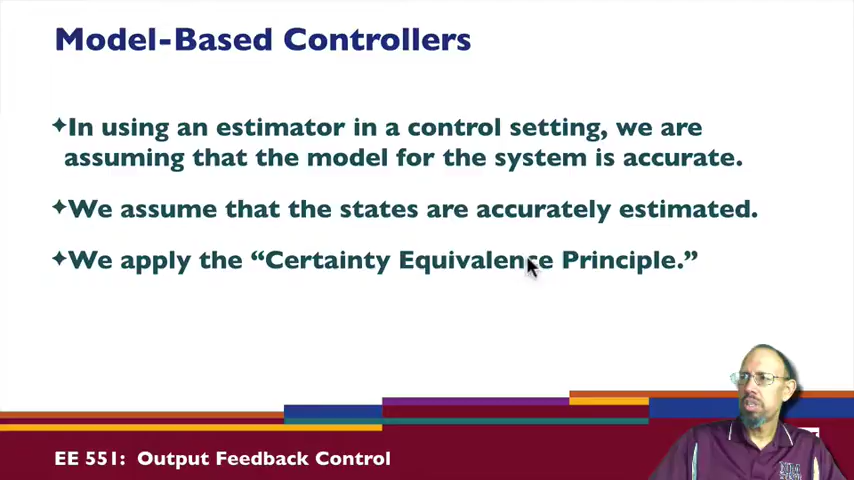 Model-Based Controllers
✦In using an estimator in a control setting, we are
assuming that the model for the system is accurate.
✦We assume that the states are accurately estimated.
✦We apply the “Certainty Equivalence Principle.”
EE 551: Output Feedback Control